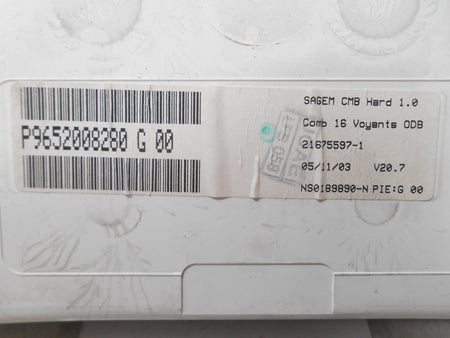 P9652008280 G 00
SAGEM CMB Hard 1.0
Comb 16 Voyants ODB
21675597-1
05/11/03 V20.7
NS0189890-N PIE:G 00